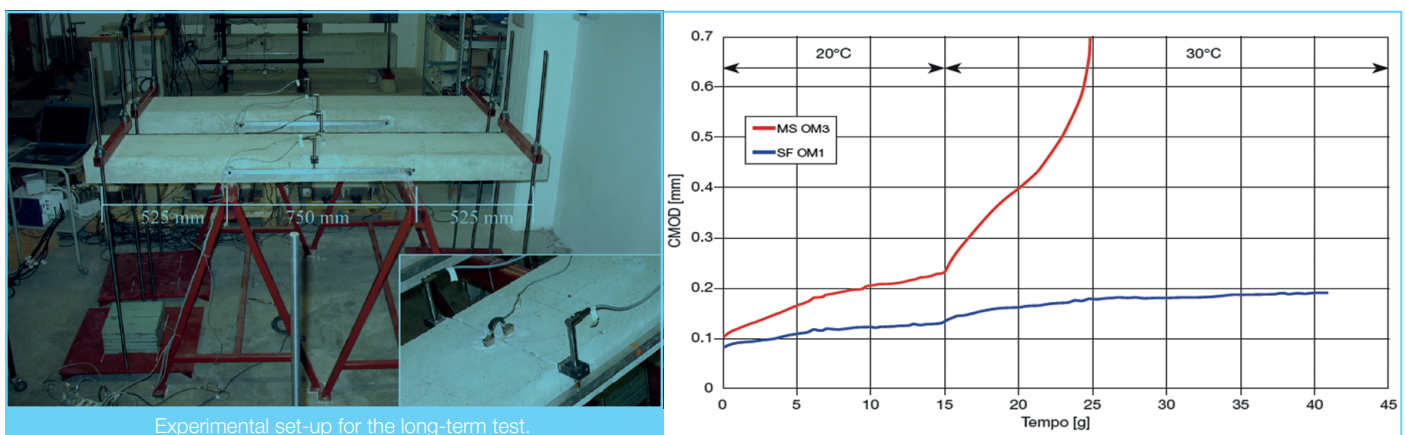 525 mm
750 mm
525 mm
Experimental set-up for the long-term test.
0.7
0.6
0.5
0.4
0.3
0.2
0.1
0
CMOD [mm]
20°C
30°C
MS OM3
SF OM1
0 5 10 15 20 25 30 35 40 45
Tempo [g]